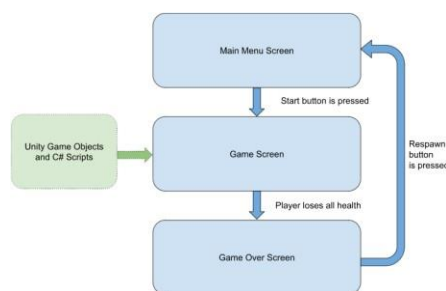 Main Menu Screen
Start button is pressed
Unity Game Objects
and C# Scripts
Game Screen
Respawn
button
is pressed
Player loses all health
Game Over Screen